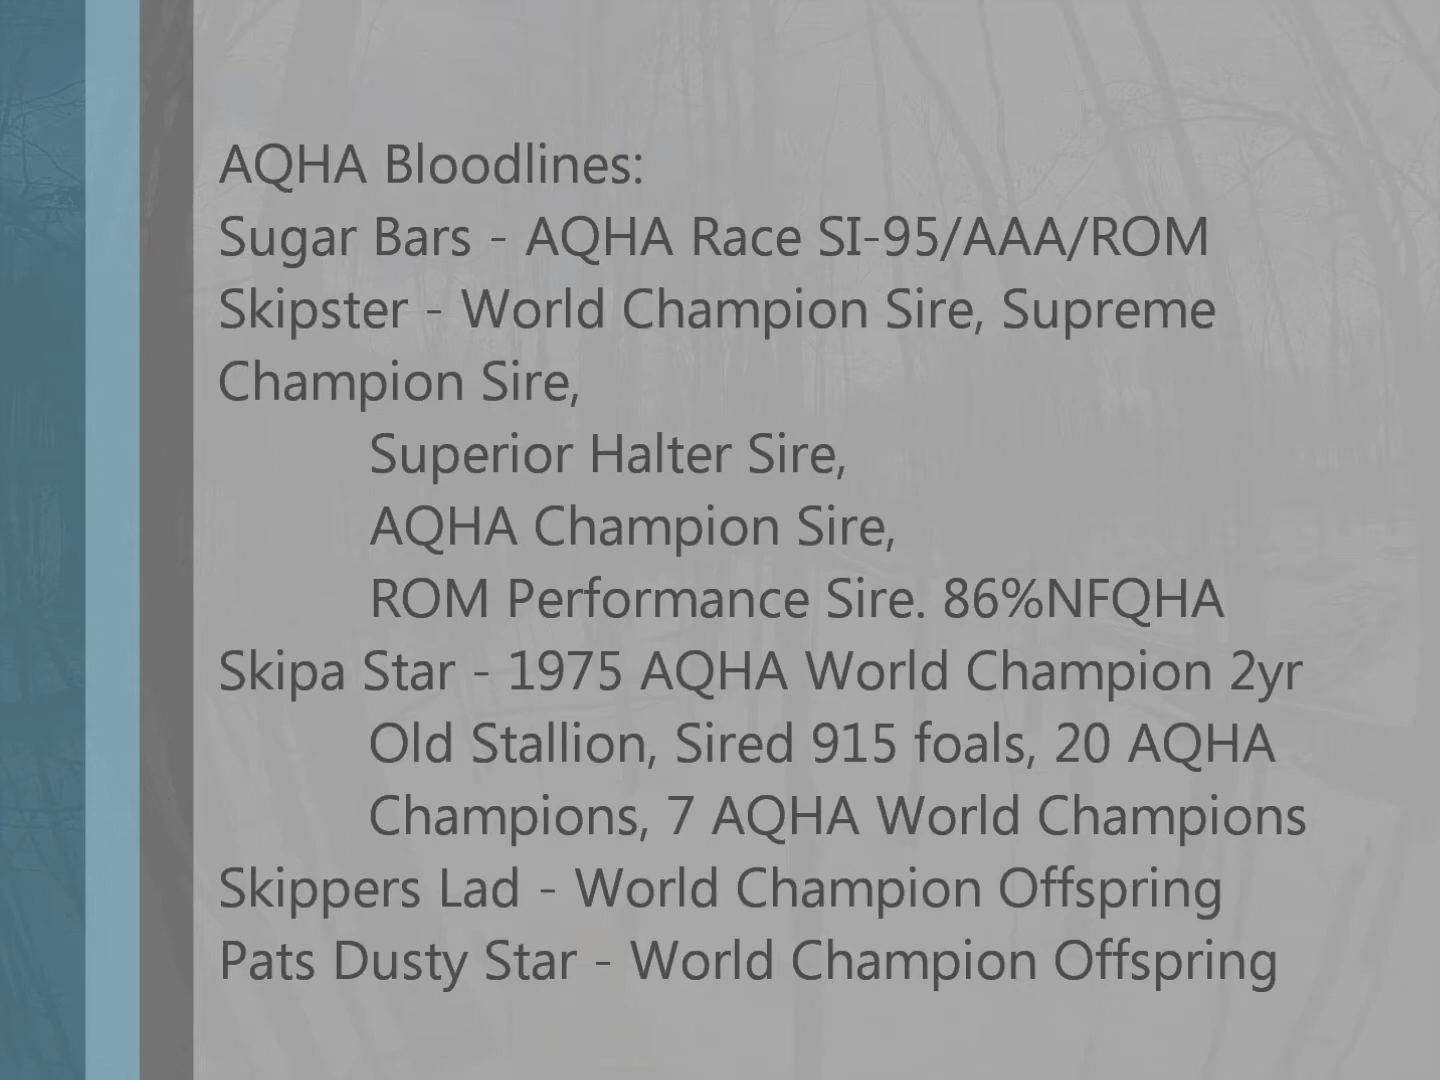 AQHA Bloodlines:
Sugar Bars - AQHA Race SI-95/AAA/ROM
Skipster - World Champion Sire, Supreme
Champion Sire,
Superior Halter Sire,
AQHA Champion Sire,
ROM Performance Sire. 86%NFQHA
Skipa Star - 1975 AQHA World Champion 2yr
Old Stallion, Sired 915 foals, 20 AQHA
Champions, 7 AQHA World Champions
Skippers Lad - World Champion Offspring
Pats Dusty Star - World Champion Offspring